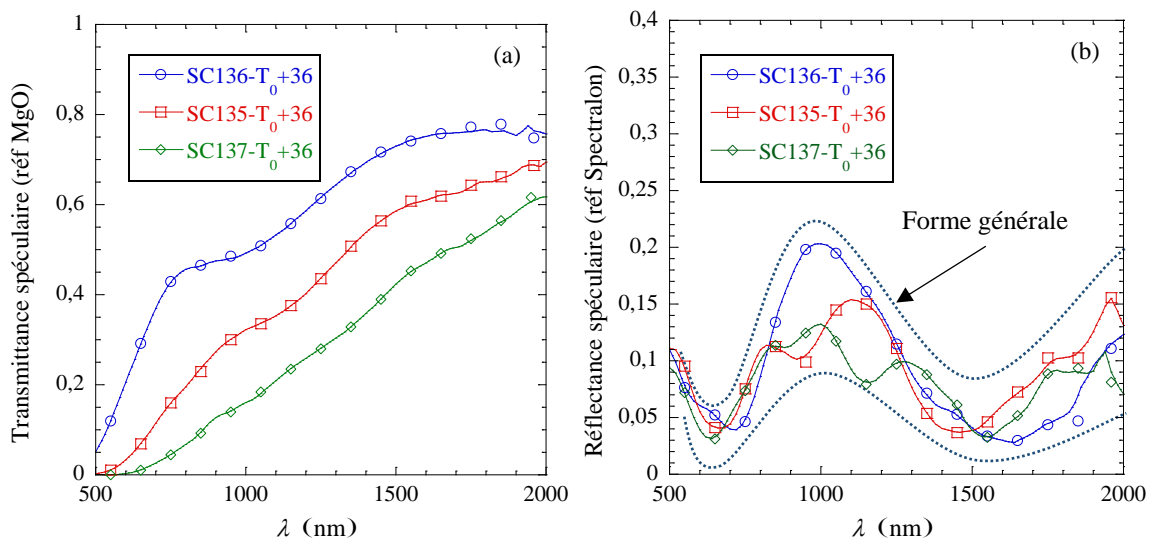 Transmittance spéculaire (réf MgO)
1
0,8
0,6
0,4
0,2
0
500
1000
1500
2000
λ (nm)
(a)
SC136-T0+36
SC135-T0+36
SC137-T0+36
Réflectance spéculaire (réf Spectralon)
0,4
0,35
0,3
0,25
0,2
0,15
0,1
0,05
0
500
1000
1500
2000
λ (nm)
(b)
SC136-T0+36
SC135-T0+36
SC137-T0+36
Forme générale